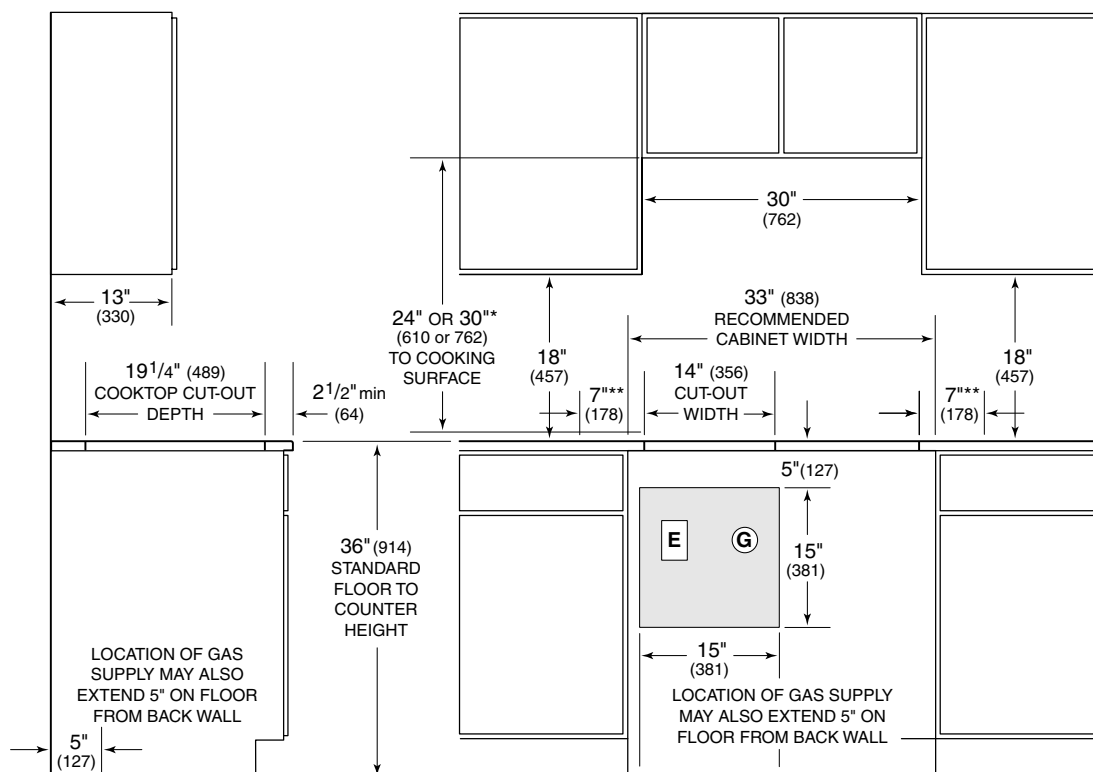 30"
(762)
13"
(330)
24" OR 30"*
(610 or 762)
TO COOKING
SURFACE
18"
(457)
33" (838)
RECOMMENDED
CABINET WIDTH
18"
(457)
19 1/4" (489)
COOKTOP CUT-OUT
DEPTH
2 1/2" min
(64)
7"**
(178)
14" (356)
CUT-OUT
WIDTH
7"**
(178)
5"(127)
36" (914)
STANDARD
FLOOR TO
COUNTER
HEIGHT
E
G
15"
(381)
15"
(381)
LOCATION OF GAS
SUPPLY MAY ALSO
EXTEND 5" ON FLOOR
FROM BACK WALL
5"
(127)
LOCATION OF GAS SUPPLY
MAY ALSO EXTEND 5" ON
FLOOR FROM BACK WALL